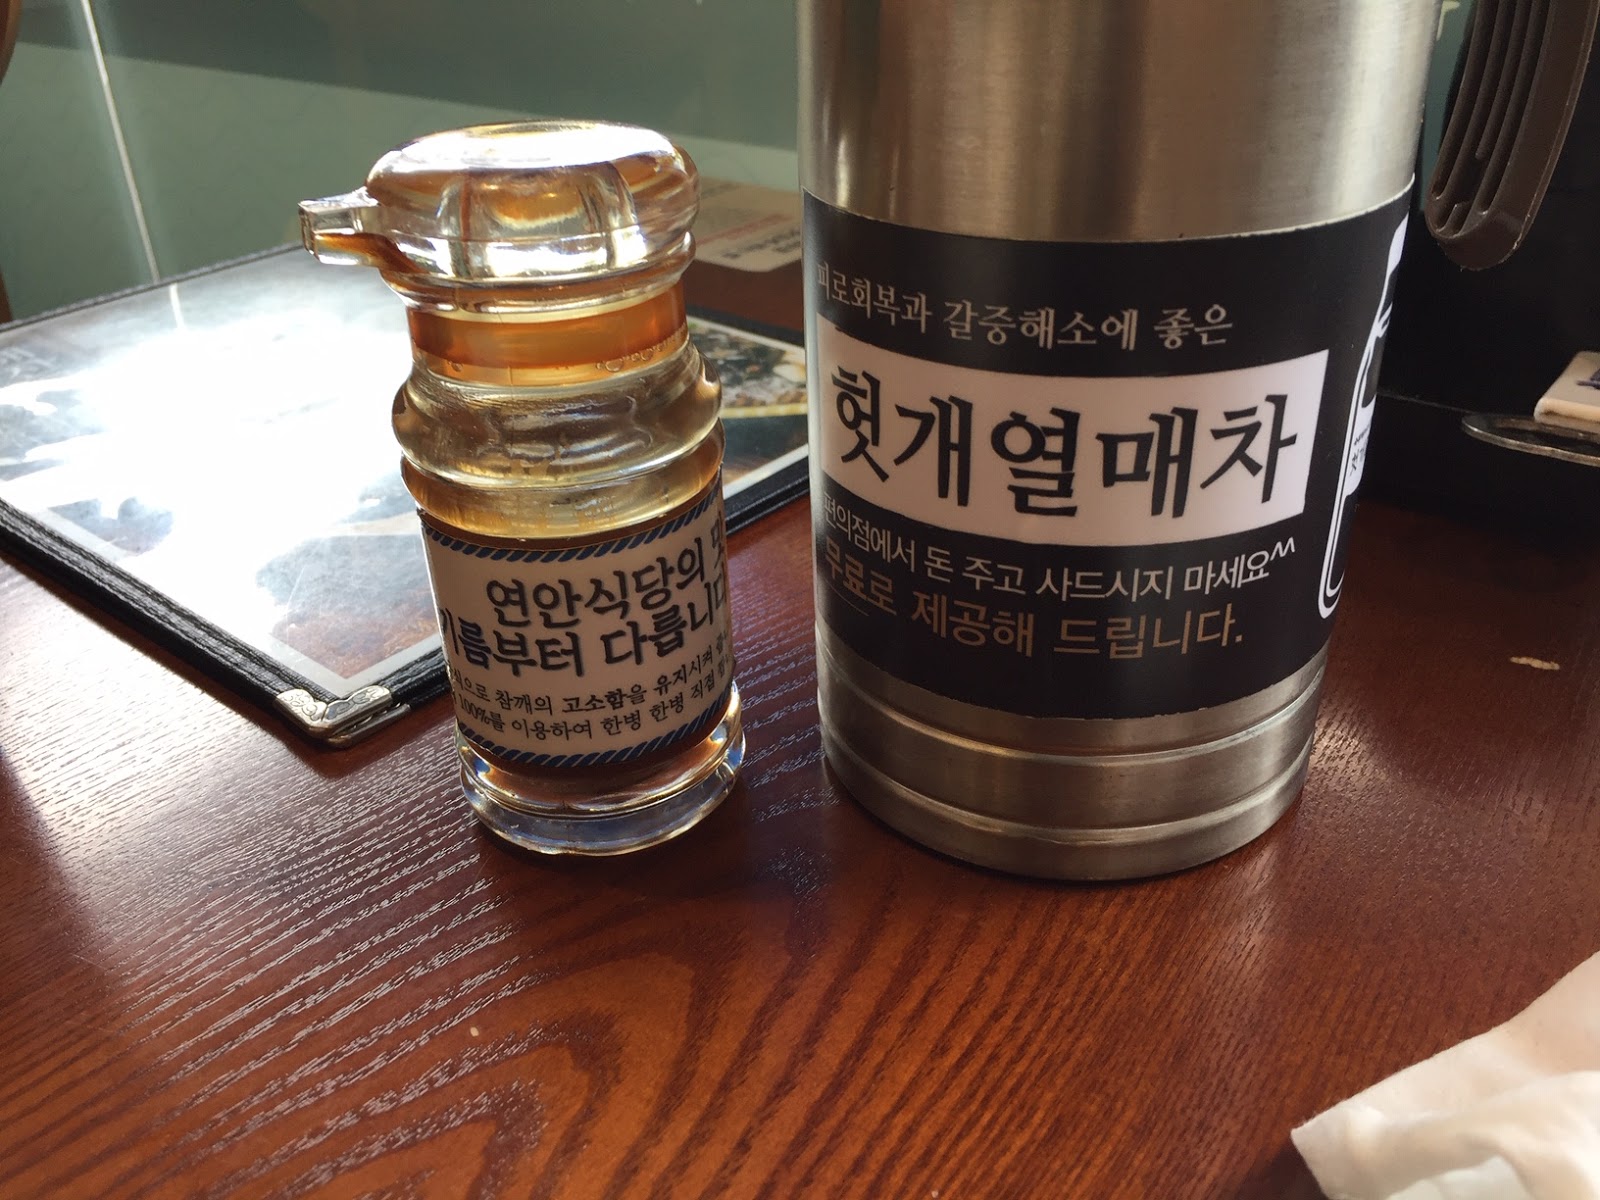 연안식당의
기름부터 다릅니다
참깨의 고소함을 유지시켜
100%를 이용하여 한병 한병 직접
피로회복과 갈증해소에 좋은
헛개열매차
편의점에서 돈 주고 사드시지 마세요^^
무료로 제공해 드립니다.